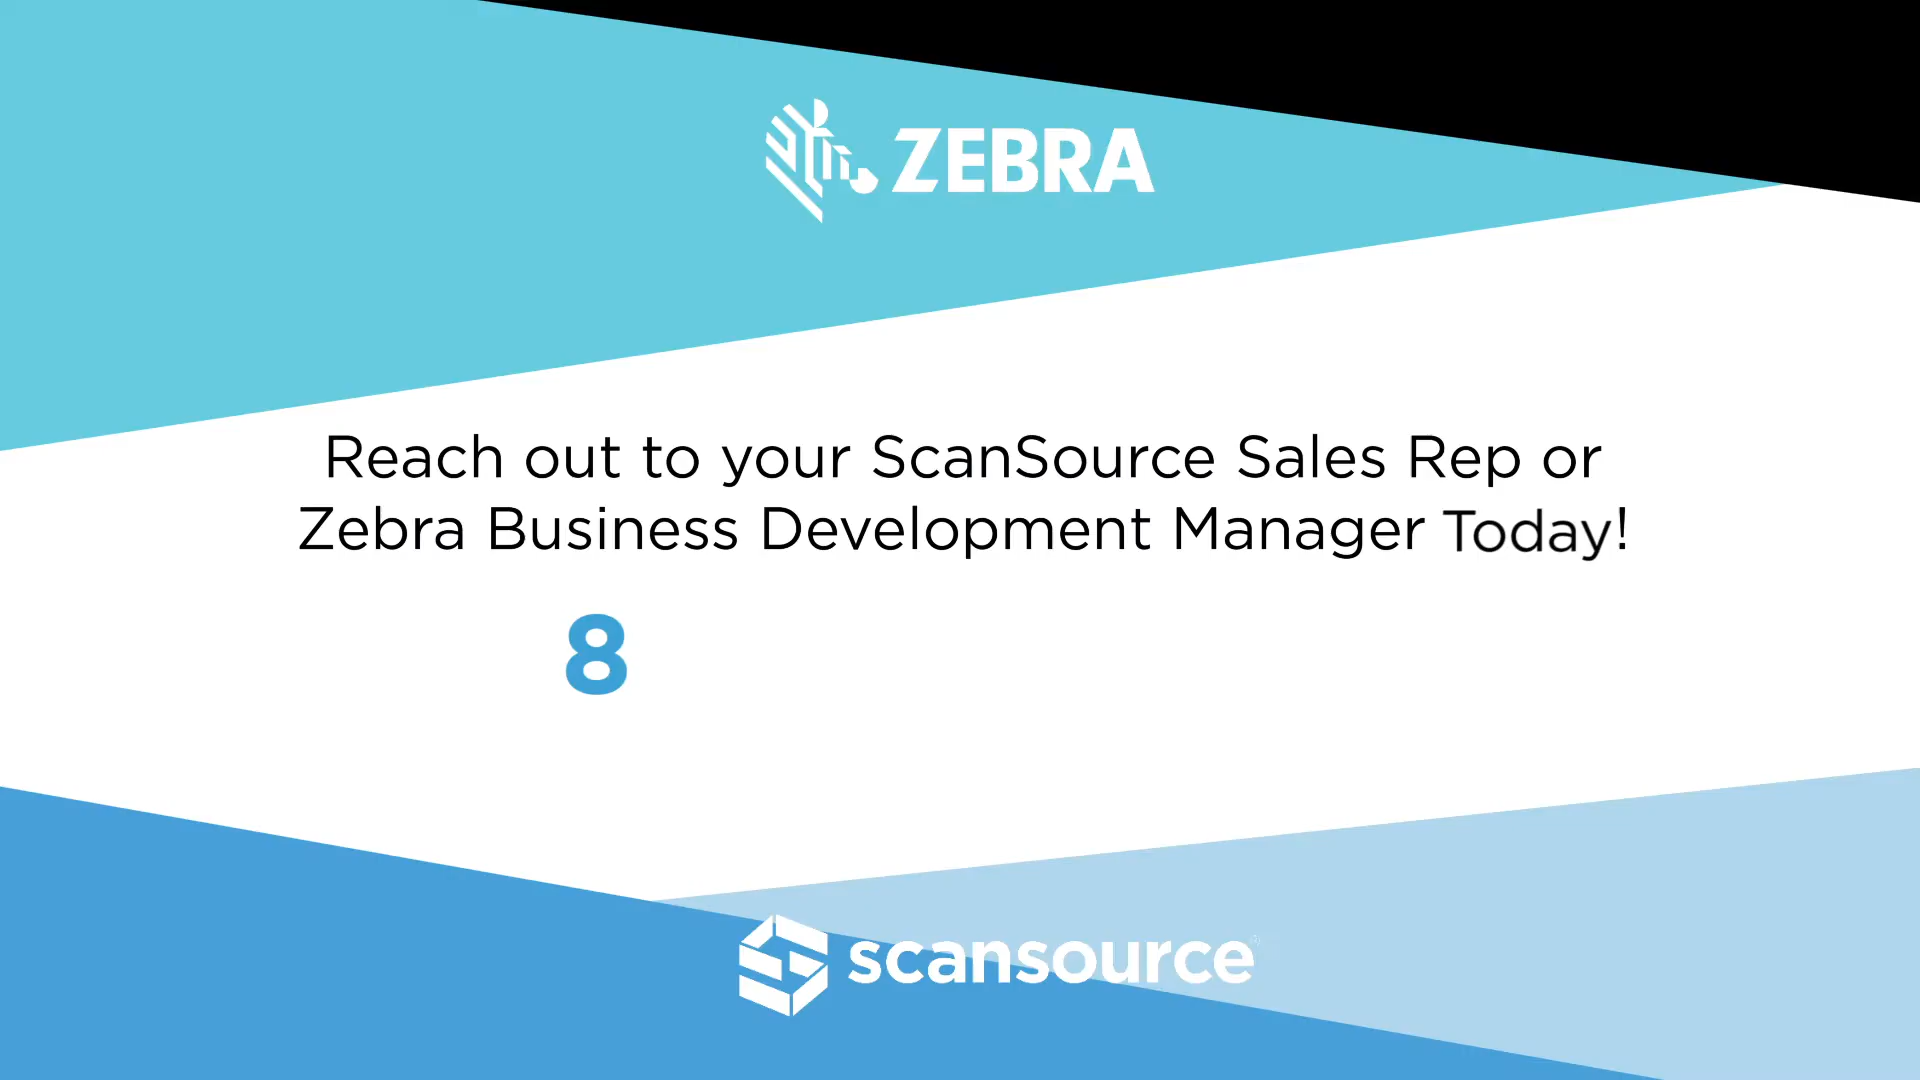 ZEBRA
Reach out to your ScanSource Sales Rep or
Zebra Business Development Manager Today!
8
scansource